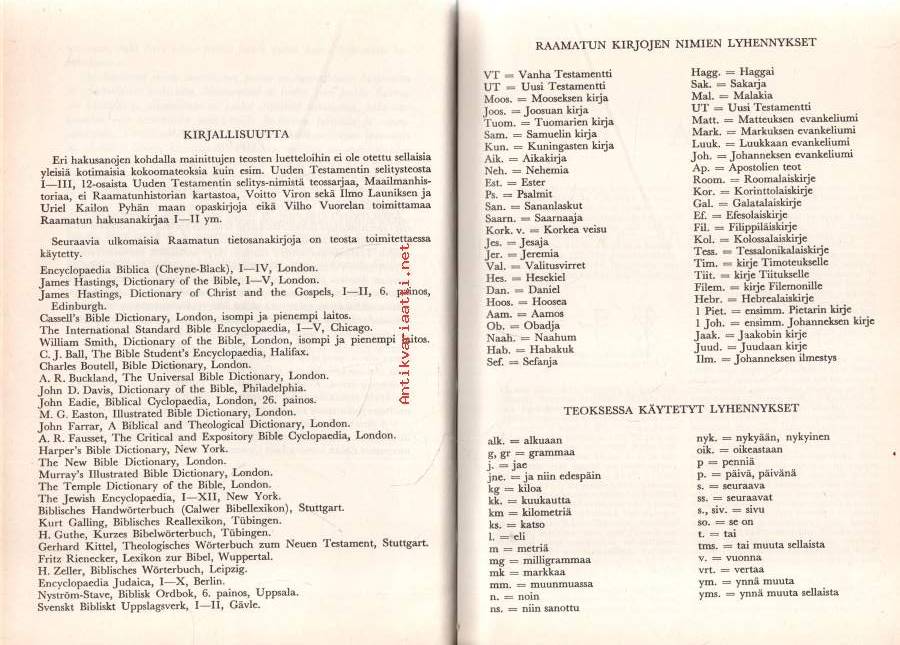 KIRJALLISUUTTA
Eri hakusanojen kohdalla mainittujen teosten luetteloihin ei ole otettu sellaisia
yleisiä kotimaisia kokoomateoksia kuin esim. Uuden Testamentin selitysteosta
I—III, 12-osaista Uuden Testamentin selitys-nimistä teossarjaa, Maailmanhis-
toriaa, ei Raamatunhistorian kartastoa, Voitto Viron sekä Ilmo Launiksen ja
Uriel Kailon Pyhän maan opaskirjoja eikä Vilho Vuorelan toimittamaa
Raamatun hakusanakirjaa I—II ym.
Seuraavia ulkomaisia Raamatun tietosanakirjoja on teosta toimitettaessa
käytetty.
Encyclopaedia Biblica (Cheyne-Black), I—IV, London.
James Hastings, Dictionary of the Bible, I—V, London.
James Hastings, Dictionary of Christ and the Gospels, I—II, 6. painos,
Edinburgh.
Cassell's Bible Dictionary, London, isompi ja pienempi laitos.
The International Standard Bible Encyclopaedia, I—V, Chicago.
William Smith, Dictionary of the Bible, London, isompi ja pienempi laitos.
C. J. Ball, The Bible Student's Encyclopaedia, Halifax.
Charles Boutell, Bible Dictionary, London.
A. R. Buckland, The Universal Bible Dictionary, London.
John D. Davis, Dictionary of the Bible, Philadelphia.
John Eadie, Biblical Cyclopaedia, London, 26. painos.
M. G. Easton, Illustrated Bible Dictionary, London.
John Farrar, A Biblical and Theological Dictionary, London.
A. R. Fausset, The Critical and Expository Bible Cyclopaedia, London.
Harper's Bible Dictionary, New York.
The New Bible Dictionary, London.
Murray's Illustrated Bible Dictionary, London.
The Temple Dictionary of the Bible, London.
The Jewish Encyclopaedia, I—XII, New York.
Biblisches Handwörterbuch (Calwer Bibellexikon), Stuttgart.
Kurt Galling, Biblisches Reallexikon, Tübingen.
H. Guthe, Kurzes Bibelwörterbuch, Tübingen.
Gerhard Kittel, Theologisches Wörterbuch zum Neuen Testament, Stuttgart.
Fritz Rienecker, Lexikon zur Bibel, Wuppertal.
H. Zeller, Biblisches Wörterbuch, Leipzig.
Encyclopaedia Judaica, I—X, Berlin.
Nyström-Stave, Biblisk Ordbok, 6. painos, Uppsala.
Svenskt Bibliskt Uppslagsverk, I—II, Gävle.
Antikvariaatti.net
RAAMATUN KIRJOJEN NIMIEN LYHENNYKSET
VT = Vanha Testamentti
UT = Uusi Testamentti
Moos. = Mooseksen kirja
Joos. = Joosuan kirja
Tuom. = Tuomarien kirja
Sam. = Samuelin kirja
Kun. = Kuningasten kirja
Aik. = Aikakirja
Neh. = Nehemia
Est. = Ester
Ps. = Psalmit
San. = Sananlaskut
Saarn. = Saarnaaja
Kork. v. = Korkea veisu
Jes. = Jesaja
Jer. = Jeremia
Val. = Valitusvirret
Hes. = Hesekiel
Dan. = Daniel
Hoos. = Hoosea
Aam. = Aamos
Ob. = Obadja
Naah. = Naahum
Hab. = Habakuk
Sef. = Sefanja
Hagg. = Haggai
Sak. = Sakarja
Mal. = Malakia
UT = Uusi Testamentti
Matt. = Matteuksen evankeliumi
Mark. = Markuksen evankeliumi
Luuk. = Luukkaan evankeliumi
Joh. = Johanneksen evankeliumi
Ap. = Apostolien teot
Room. = Roomalaiskirje
Kor. = Korinttolaiskirje
Gal. = Galatalaiskirje
Ef. = Efesolaiskirje
Fil. = Filippiläiskirje
Kol. = Kolossalaiskirje
Tess. = Tessalonikalaiskirje
Tim. = kirje Timoteukselle
Tiit. = kirje Tiitukselle
Filem. = kirje Filemonille
Hebr. = Hebrealaiskirje
1 Piet. = ensimm. Pietarin kirje
1 Joh. = ensimm. Johanneksen kirje
Jaak. = Jaakobin kirje
Juud. = Juudaan kirje
Ilm. = Johanneksen ilmestys
TEOKSESSA KÄYTETYT LYHENNYKSET
alk. = alkuaan
g, gr = grammaa
j. = jae
jne. = ja niin edespäin
kg = kiloa
kk. = kuukautta
km = kilometriä
ks. = katso
l. = eli
m = metriä
mg = milligrammaa
mk = markkaa
mm. = muunmuassa
n. = noin
ns. = niin sanottu
nyk. = nykyään, nykyinen
oik. = oikeastaan
p = penniä
p. = päivä, päivänä
s. = seuraava
ss. = seuraavat
s., siv. = sivu
so. = se on
t. = tai
tms. = tai muuta sellaista
v. = vuonna
vrt. = vertaa
ym. = ynnä muuta
yms. = ynnä muuta sellaista